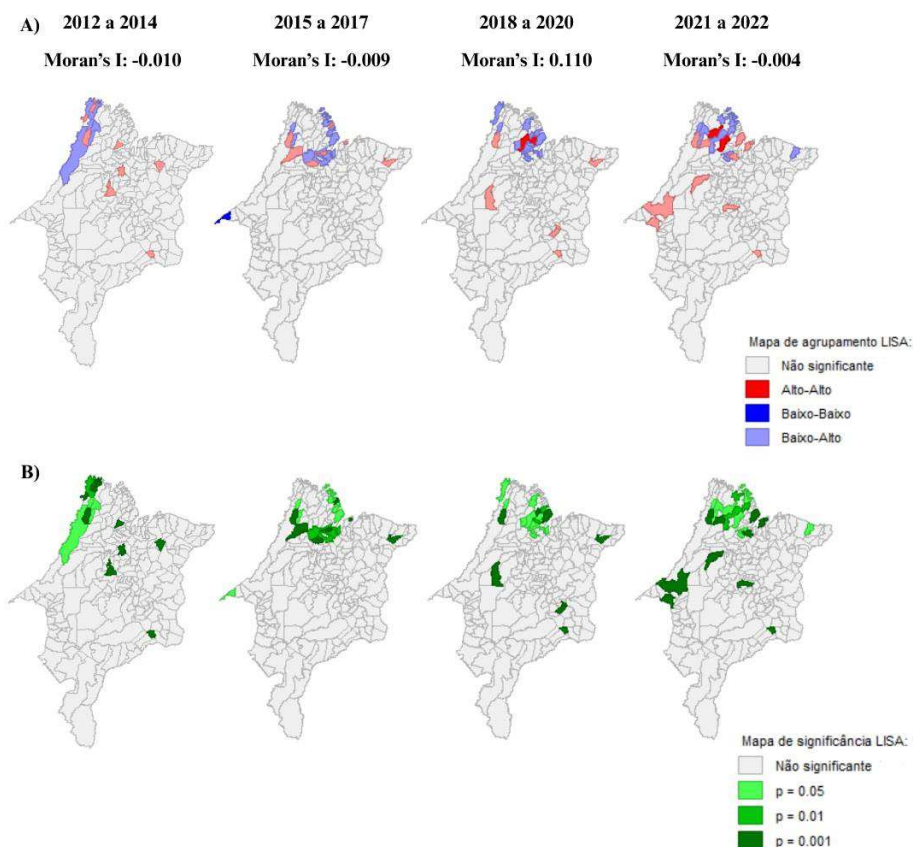 A)
2012 a 2014
2015 a 2017
2018 a 2020
2021 a 2022
Moran's I: -0.010
Moran's I: -0.009
Moran's I: 0.110
Moran's I: -0.004
Mapa de agrupamento LISA:
Não significante
Alto-Alto
Baixo-Baixo
Baixo-Alto
B)
Mapa de significância LISA:
Não significante
p = 0.05
p = 0.01
p = 0.001